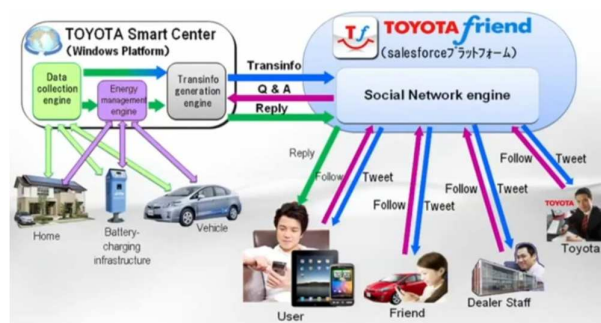 TOYOTA Smart Center
(Windows Platform)
Data
collection
engine
Energy
management
engine
Transinfo
generation
engine
Transinfo
Q & A
Reply
Tf
TOYOTA friend
(salesforceプラットフォーム)
Social Network engine
Home
Battery-
charging
infrastructure
Vehicle
Reply
Follow
Tweet
Follow
Tweet
Follow
Tweet
Follow
Tweet
User
Friend
Dealer Staff
TOYOTA
Toyota